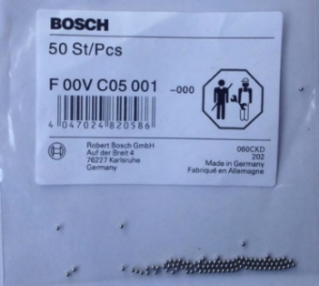 BOSCH
50 St/Pcs
F 00V C05 001 -000
4 047024 820586
Robert Bosch GmbH
Auf der Breit 4
76227 Karlsruhe
Germany
060CKD
202
Made in Germany
Fabriqué en Allemagne